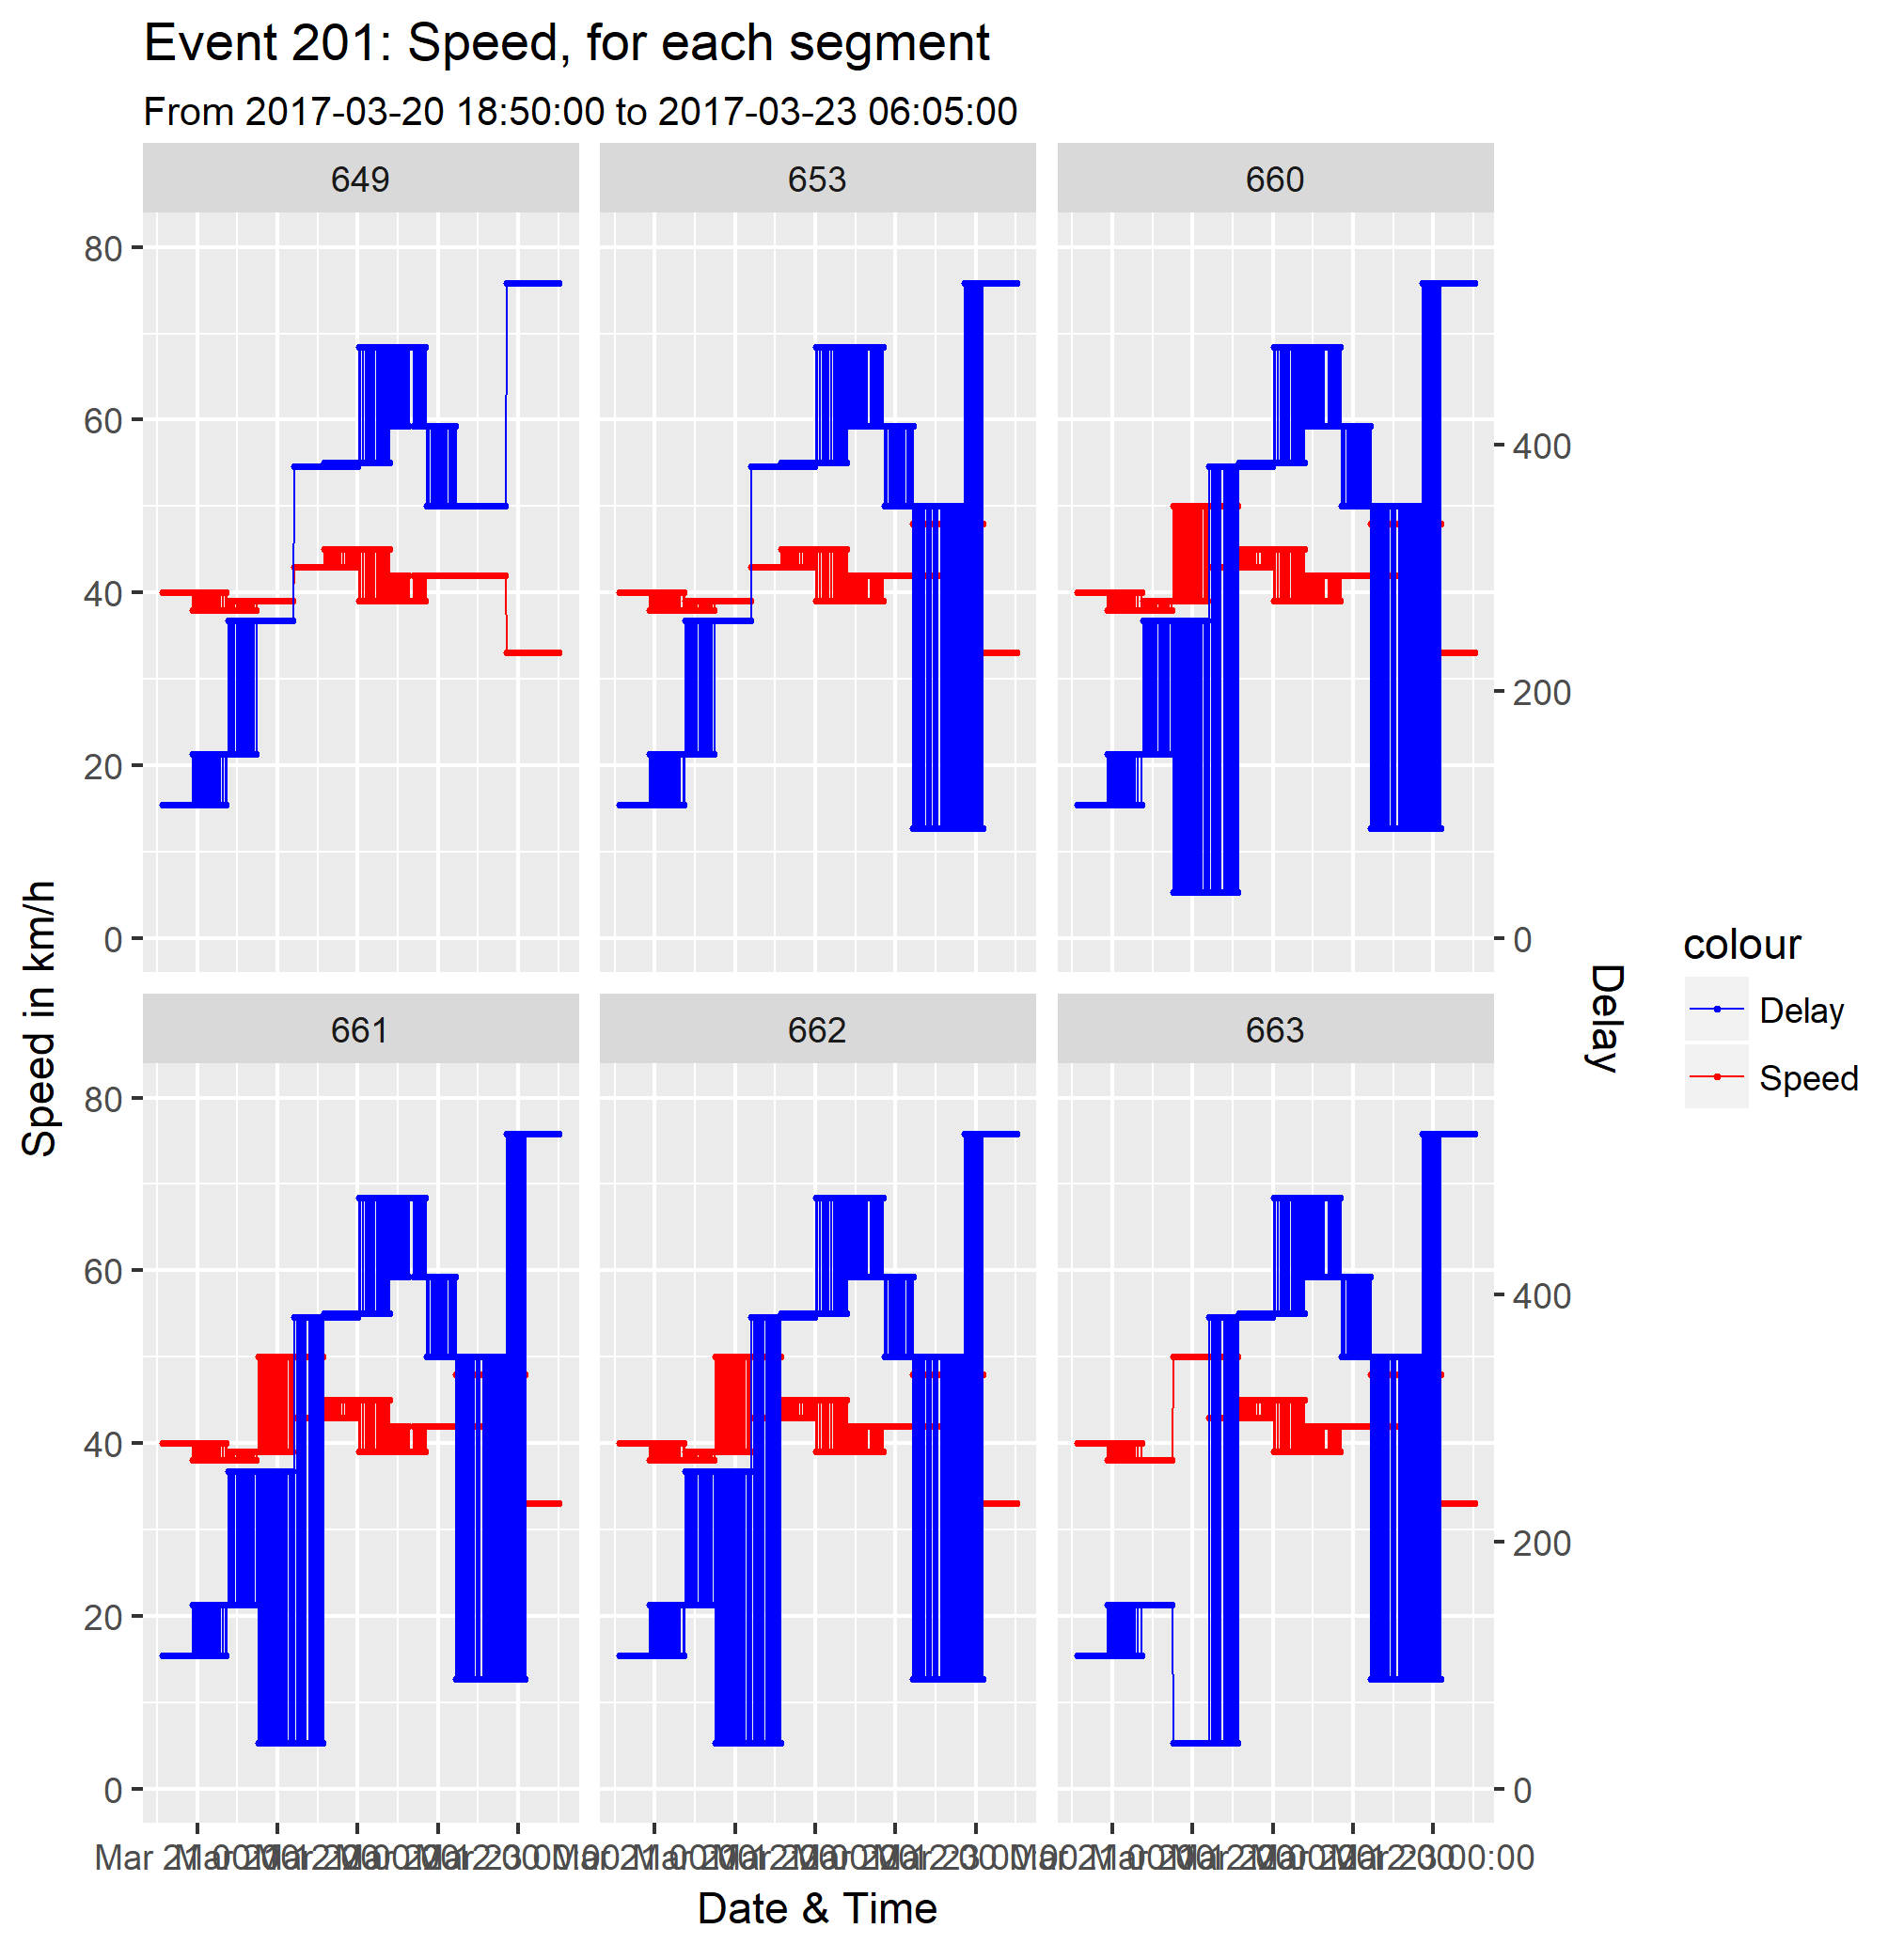 Event 201: Speed, for each segment
From 2017-03-20 18:50:00 to 2017-03-23 06:05:00
649 653 660
80
60
40
20
0
400
200
0
661 662 663
80
60
40
20
0
400
200
0
Speed in km/h
Delay
colour
Delay
Speed
Date & Time